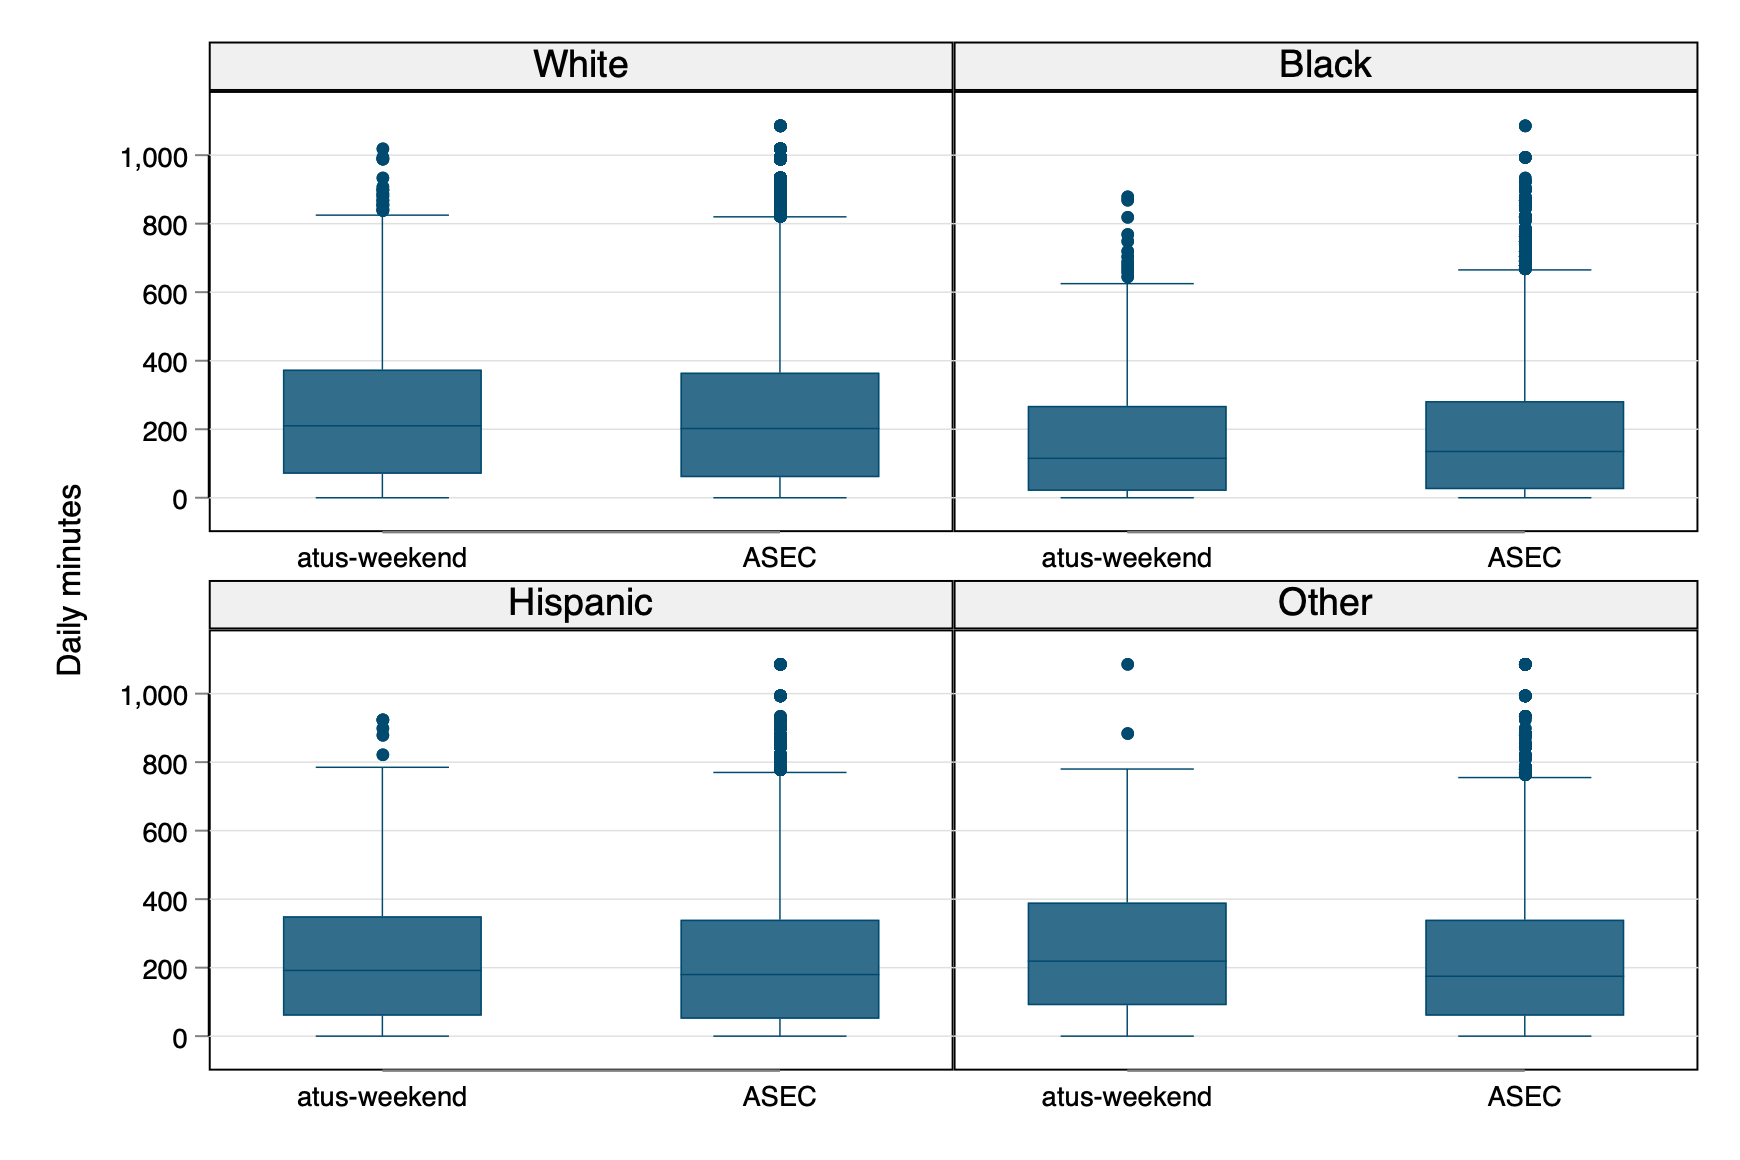 Daily minutes
White
Black
1,000
800
600
400
200
0
atus-weekend
ASEC
atus-weekend
ASEC
Hispanic
Other
1,000
800
600
400
200
0
atus-weekend
ASEC
atus-weekend
ASEC